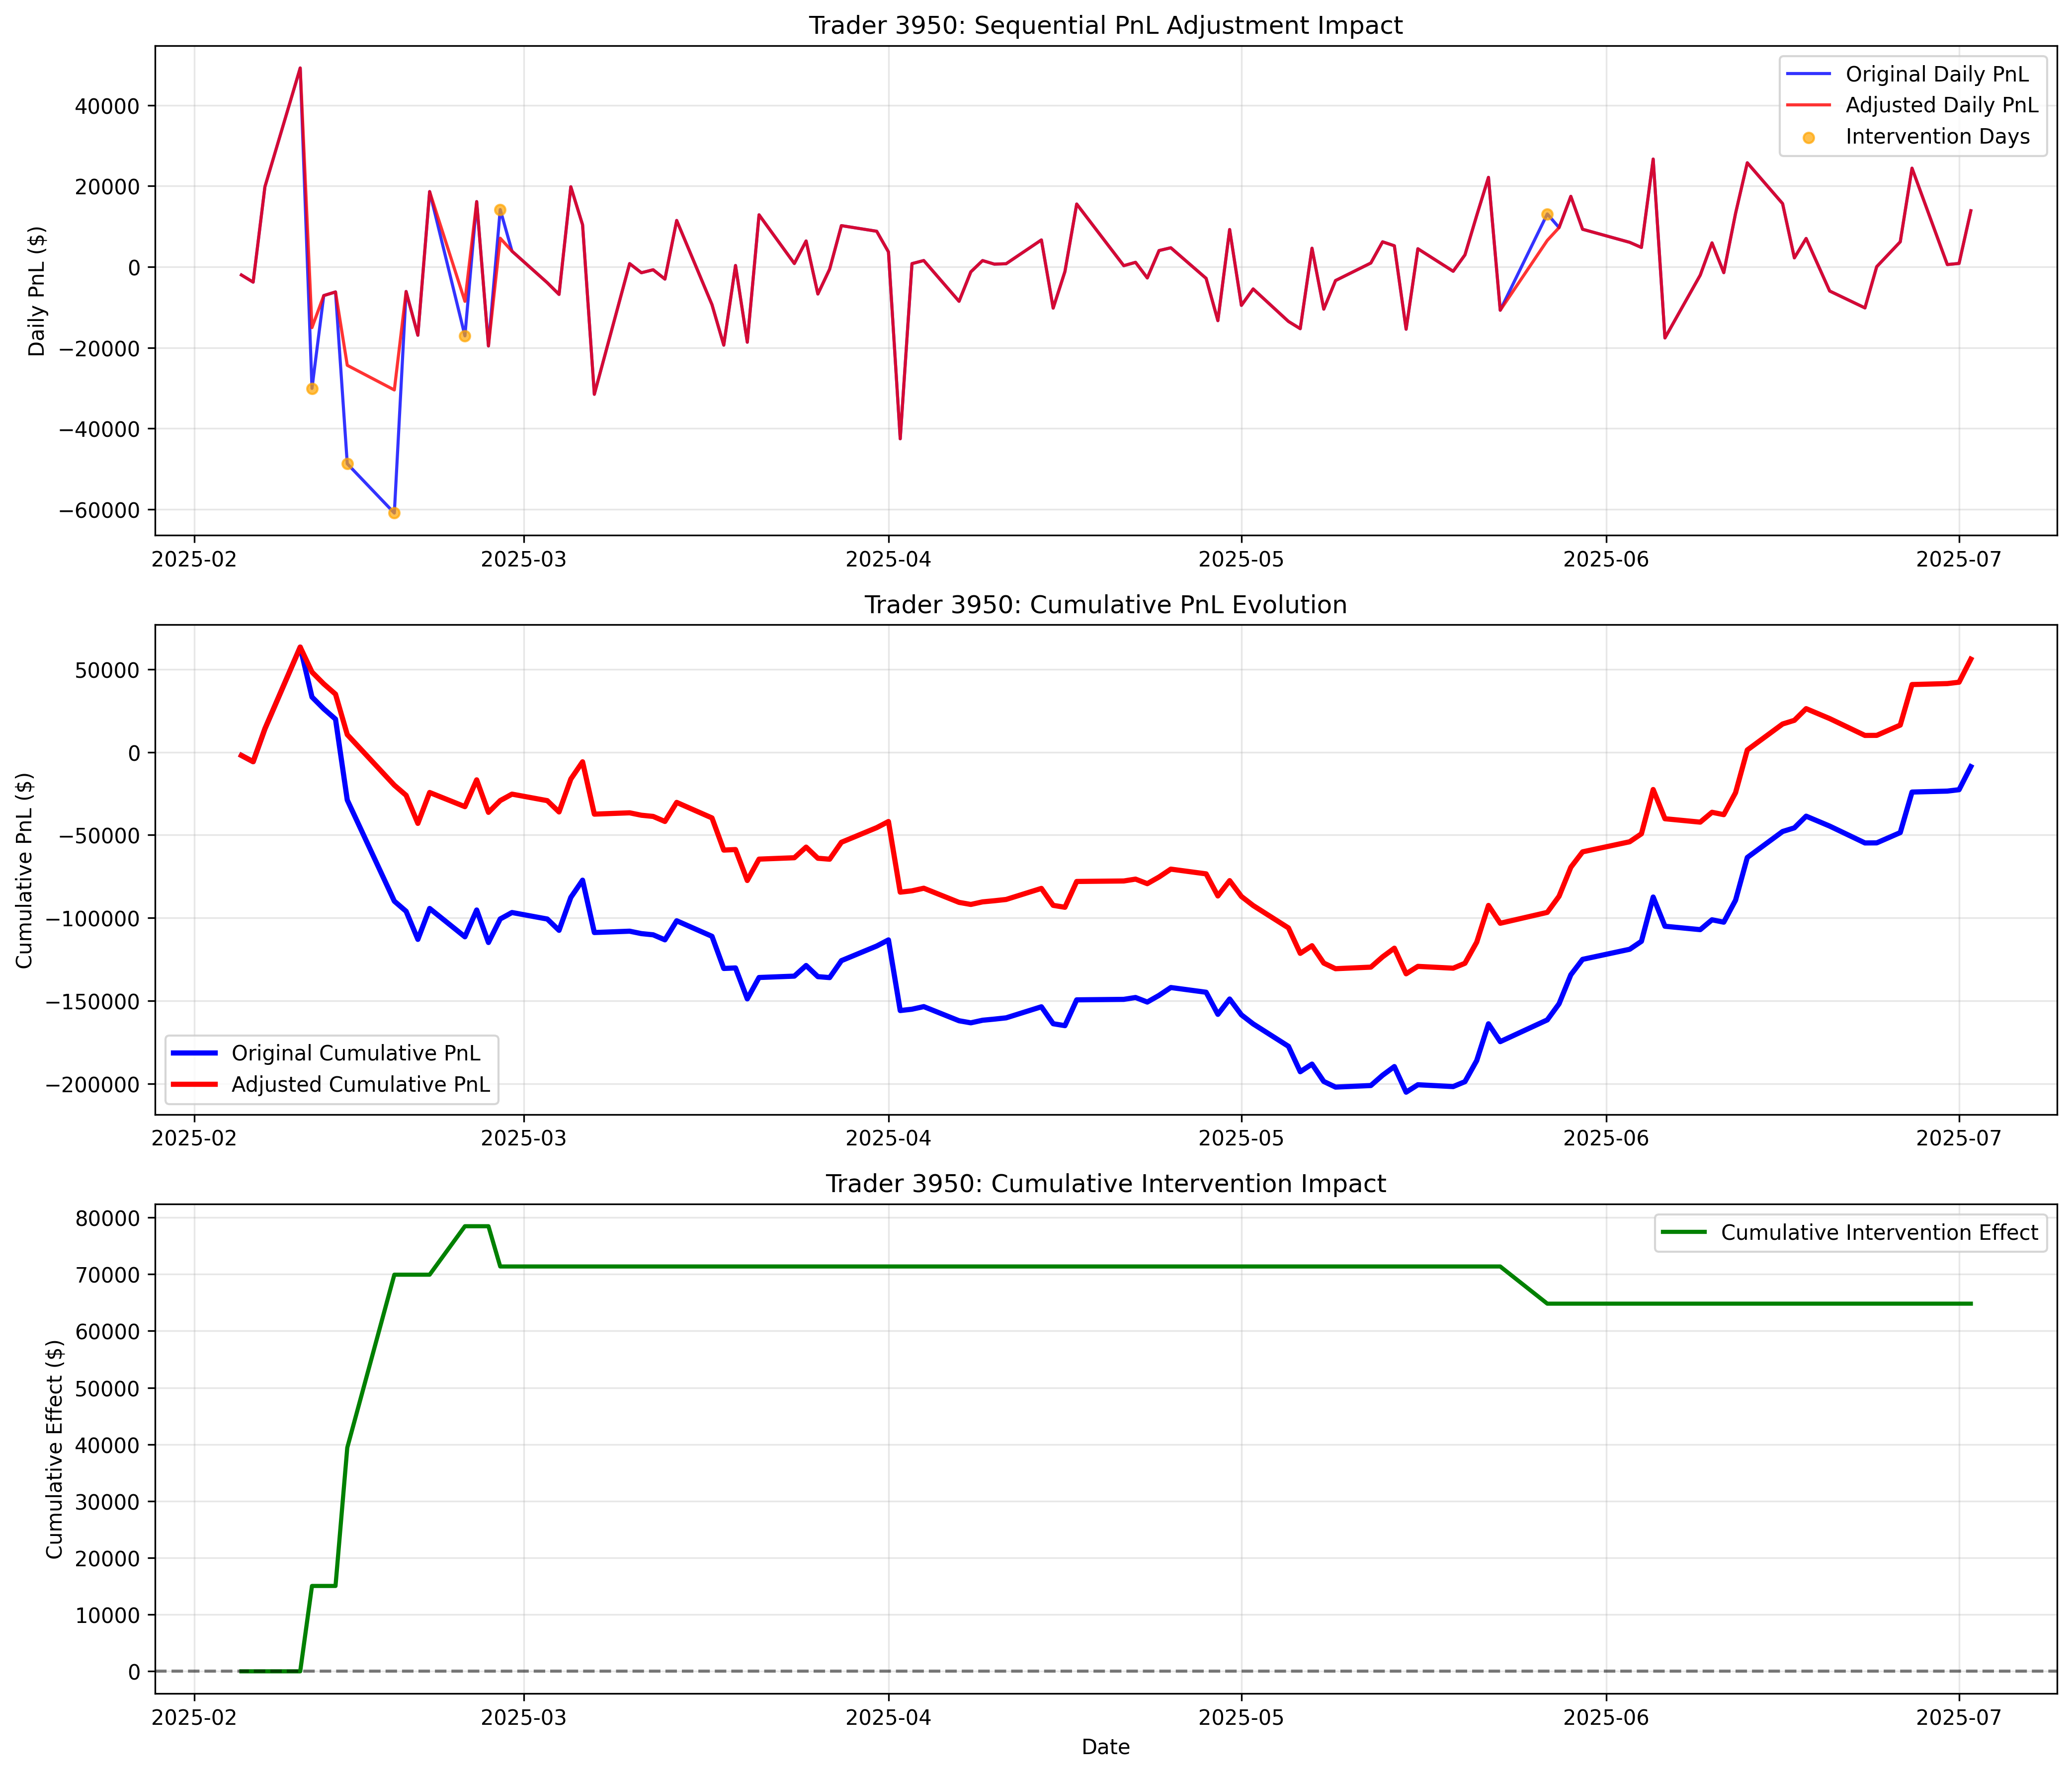 Trader 3950: Sequential PnL Adjustment Impact
Daily PnL ($)
40000
20000
0
−20000
−40000
−60000
Original Daily PnL
Adjusted Daily PnL
Intervention Days
2025-02 2025-03 2025-04 2025-05 2025-06 2025-07
Trader 3950: Cumulative PnL Evolution
Cumulative PnL ($)
50000
0
−50000
−100000
−150000
−200000
Original Cumulative PnL
Adjusted Cumulative PnL
2025-02 2025-03 2025-04 2025-05 2025-06 2025-07
Trader 3950: Cumulative Intervention Impact
Cumulative Effect ($)
80000
70000
60000
50000
40000
30000
20000
10000
0
Cumulative Intervention Effect
2025-02 2025-03 2025-04 2025-05 2025-06 2025-07
Date